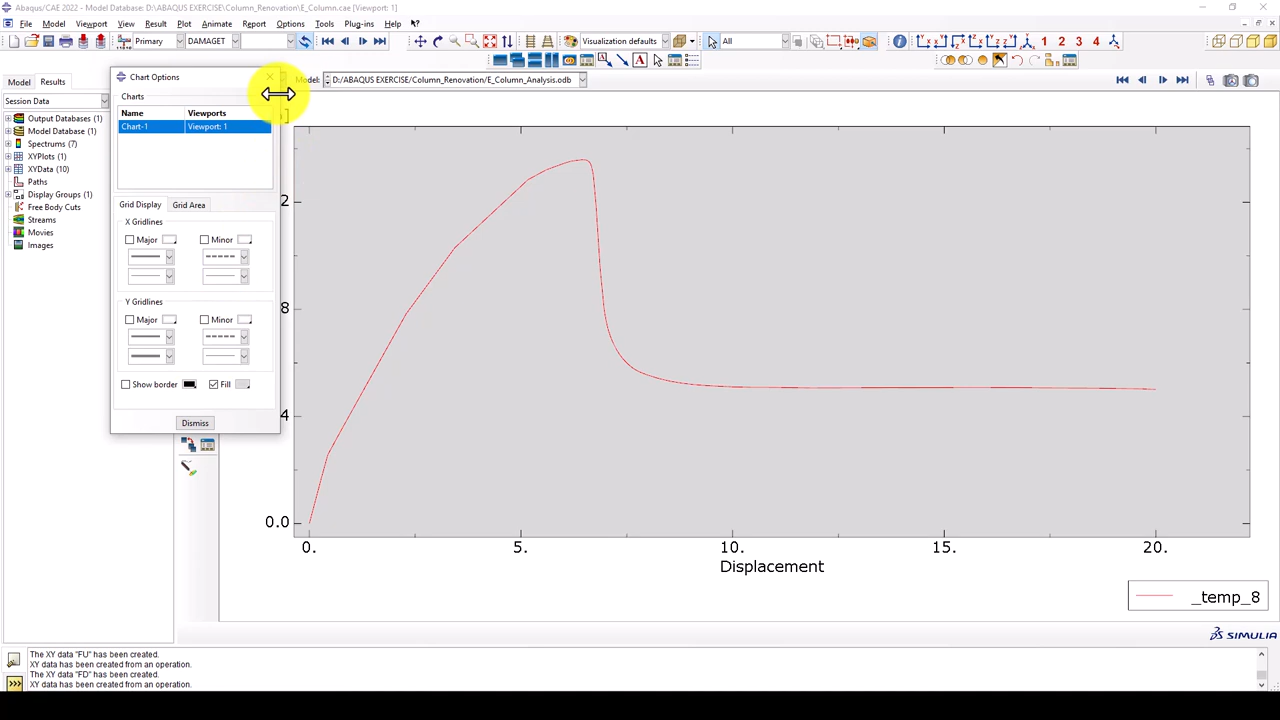 Abaqus/CAE 2022 - Model Database: D:\ABAQUS EXERCISE\Column_Renovation\E_Column.cae [Viewport: 1]
File Model Viewport View Result Plot Animate Report Options Tools Plug-ins Help
Primary DAMAGET Visualization defaults All 1 2 3 4
Model Results Chart Options Model: D:/ABAQUS EXERCISE/Column_Renovation/E_Column_Analysis.odb
Session Data
Charts
Name Viewports
Chart-1 Viewport: 1
Output Databases (1)
Model Database (1)
Spectrums (7)
XYPlots (1)
XYData (10)
Paths
Display Groups (1)
Free Body Cuts
Streams
Movies
Images
Grid Display Grid Area
X Gridlines
Major Minor
Y Gridlines
Major Minor
Show border Fill
Dismiss
2
8
4
0.0
0. 5. 10. 15. 20.
Displacement
_temp_8
SIMULIA
The XY data "FU" has been created.
XY data has been created from an operation.
The XY data "FD" has been created.
XY data has been created from an operation.